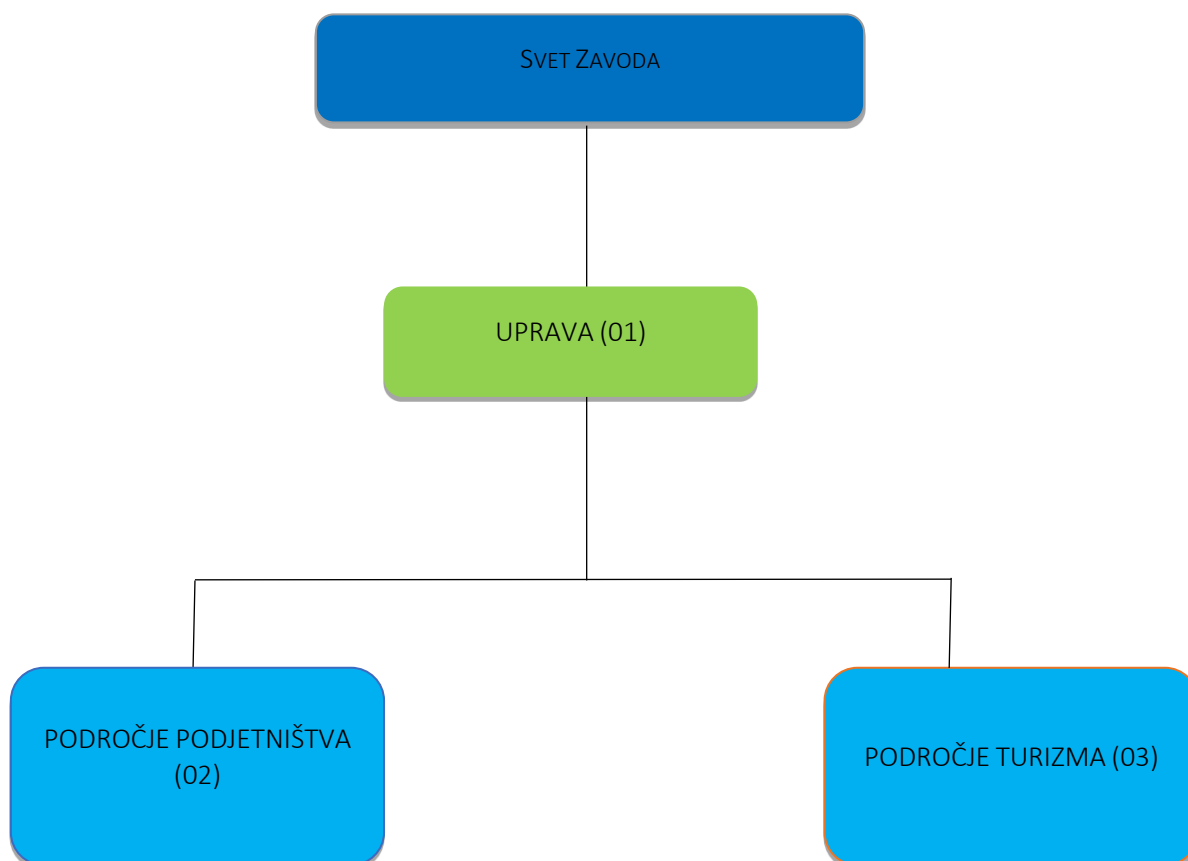 SVET ZAVODA
UPRAVA (01)
PODROČJE PODJETNIŠTVA
(02)
PODROČJE TURIZMA (03)